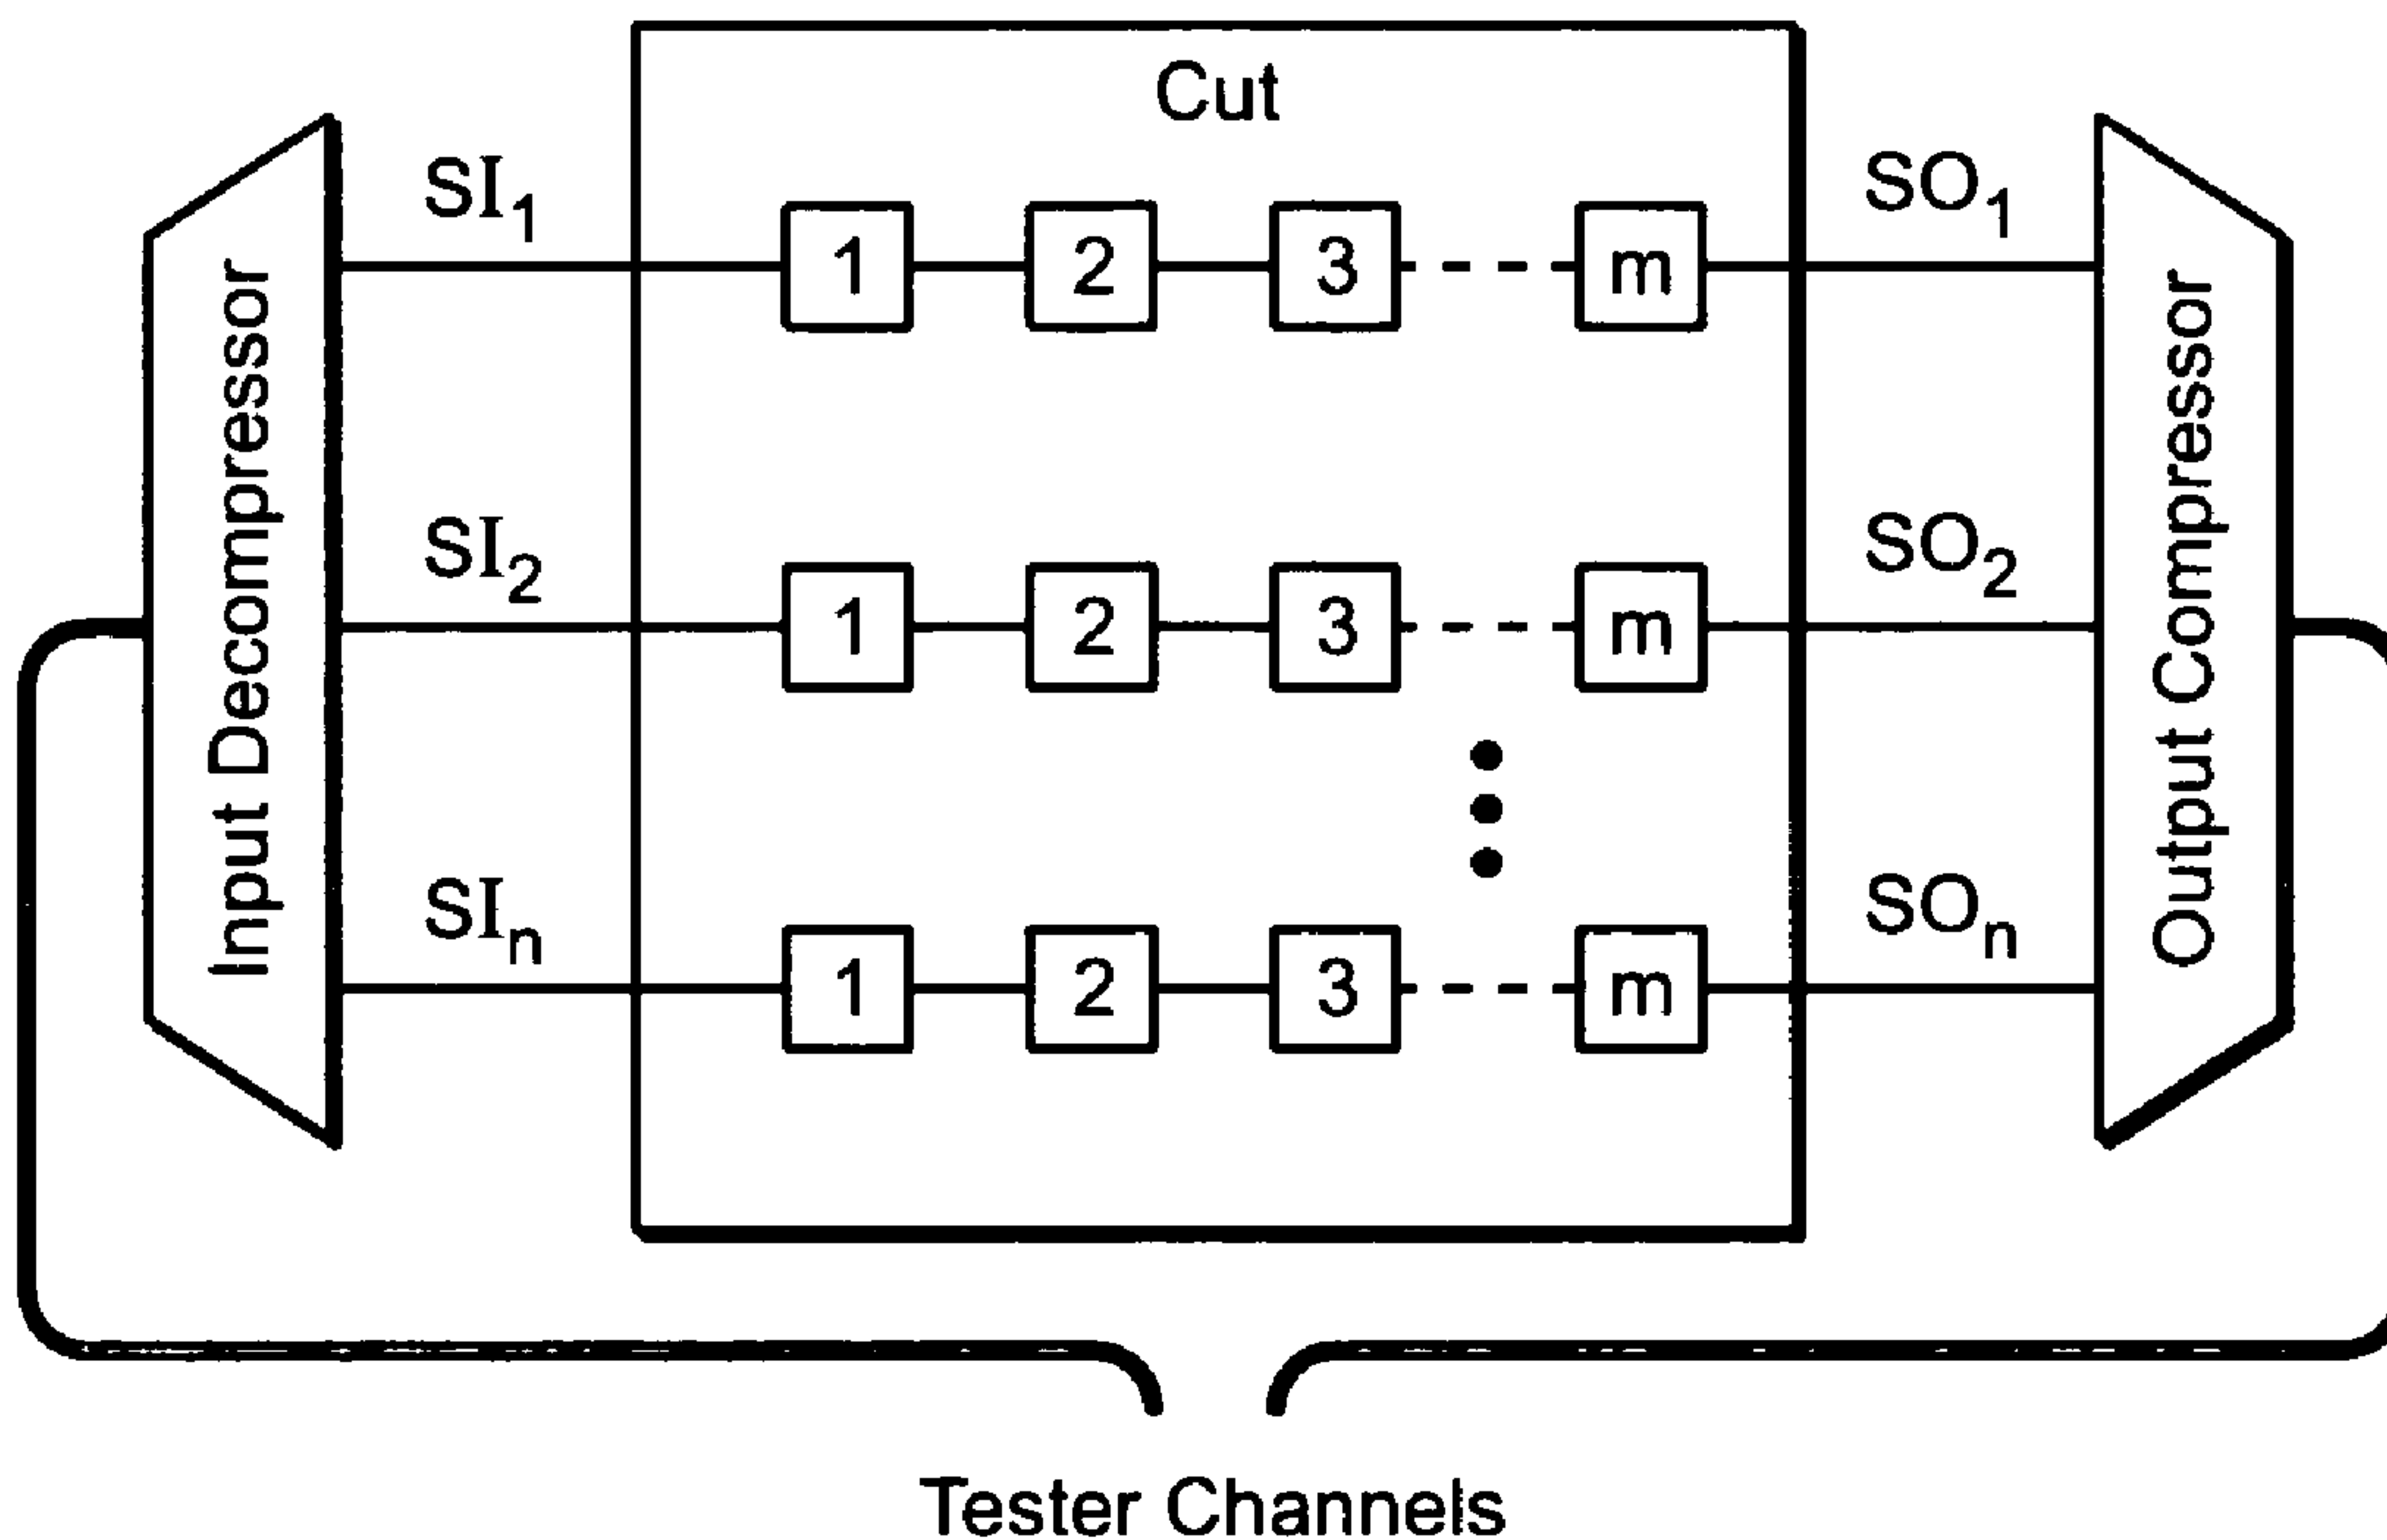 Cut
Input Decompressor
SI₁
1 2 3 m
SO₁
SI₂
1 2 3 m
SO₂
SIₙ
1 2 3 m
SOₙ
Output Compressor
Tester Channels